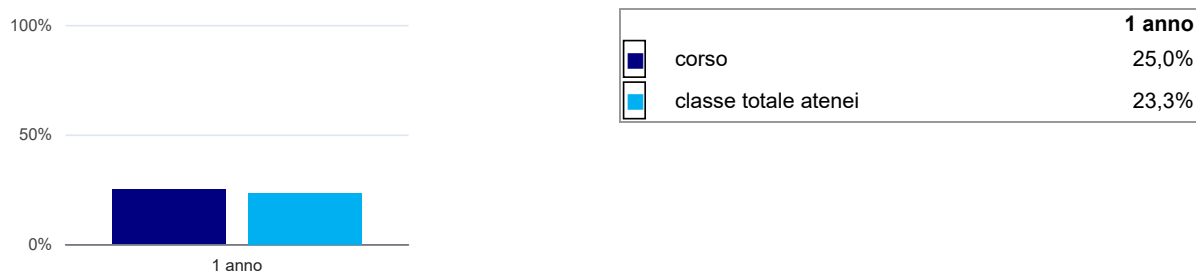 100%
50%
0%
1 anno
1 anno
corso 25,0%
classe totale atenei 23,3%